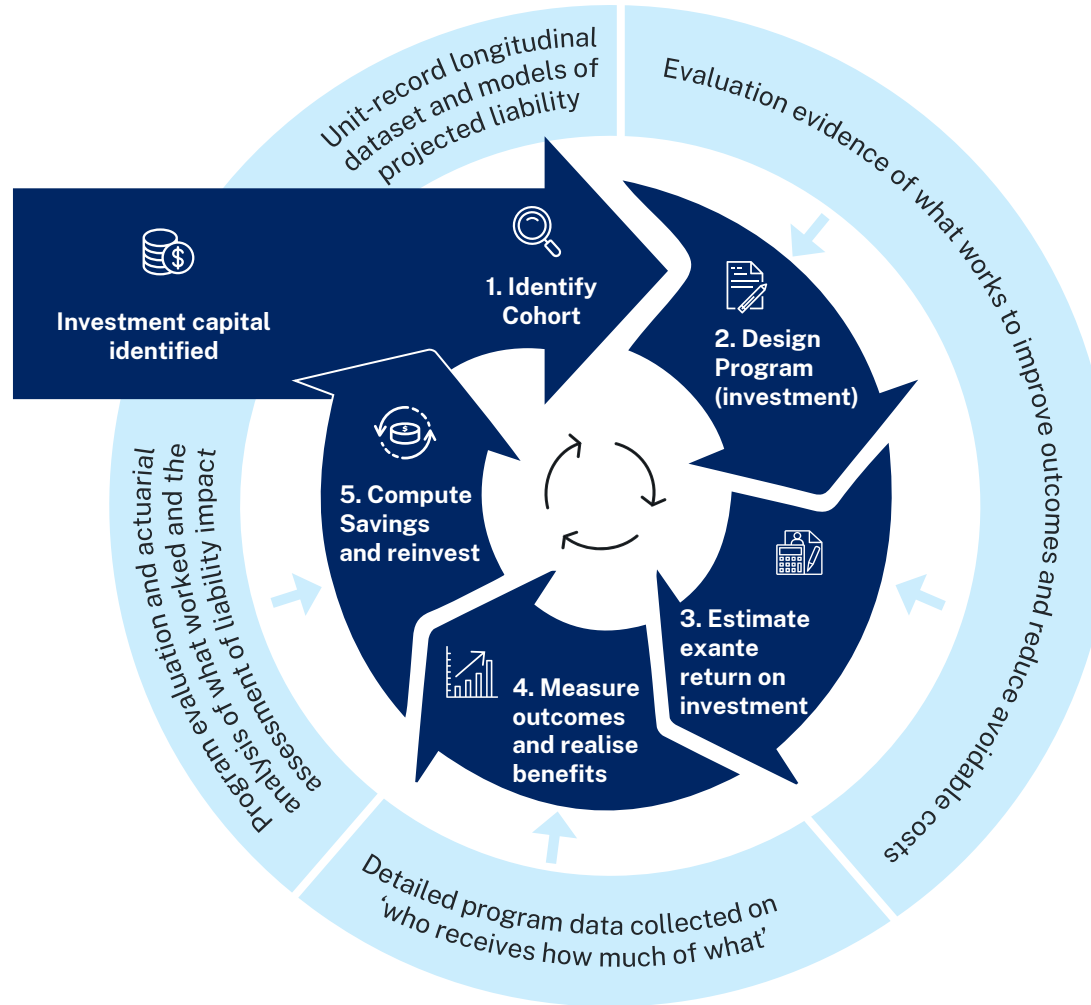 Unit-record longitudinal
dataset and models of
projected liability
Evaluation evidence of what works to improve outcomes and reduce avoidable costs
Investment capital
identified
$
1. Identify
Cohort
2. Design
Program
(investment)
3. Estimate
exante
return on
investment
4. Measure
outcomes
and realise
benefits
$
5. Compute
Savings
and reinvest
Detailed program data collected on
‘who receives how much of what’
Program evaluation and actuarial
analysis of what worked and the
assessment of liability impact